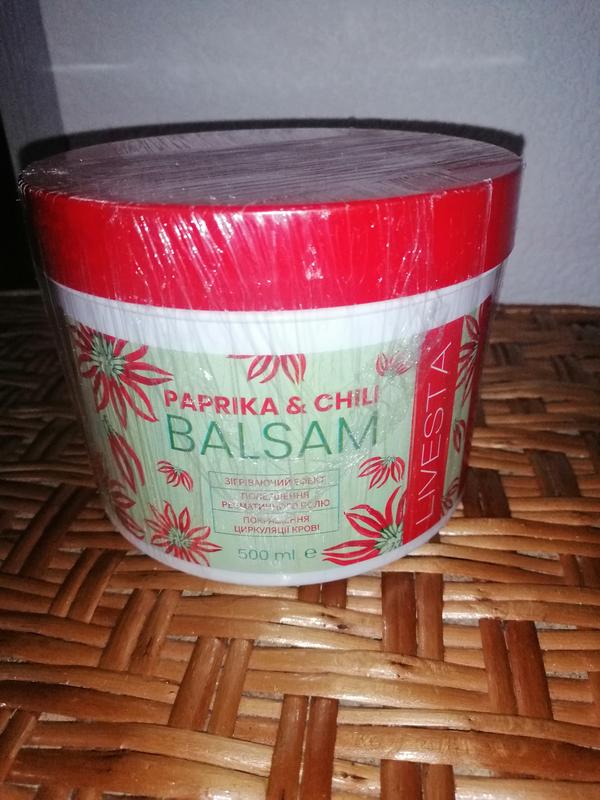 PAPRIKA & CHILI
BALSAM
ЗІГРІВАЮЧИЙ ЕФЕКТ
ПОЛЕГШЕННЯ
РЕВМАТИЧНОГО БОЛЮ
ПОКРАЩЕННЯ
ЦИРКУЛЯЦІЇ КРОВІ
500 ml e
LIVESTA